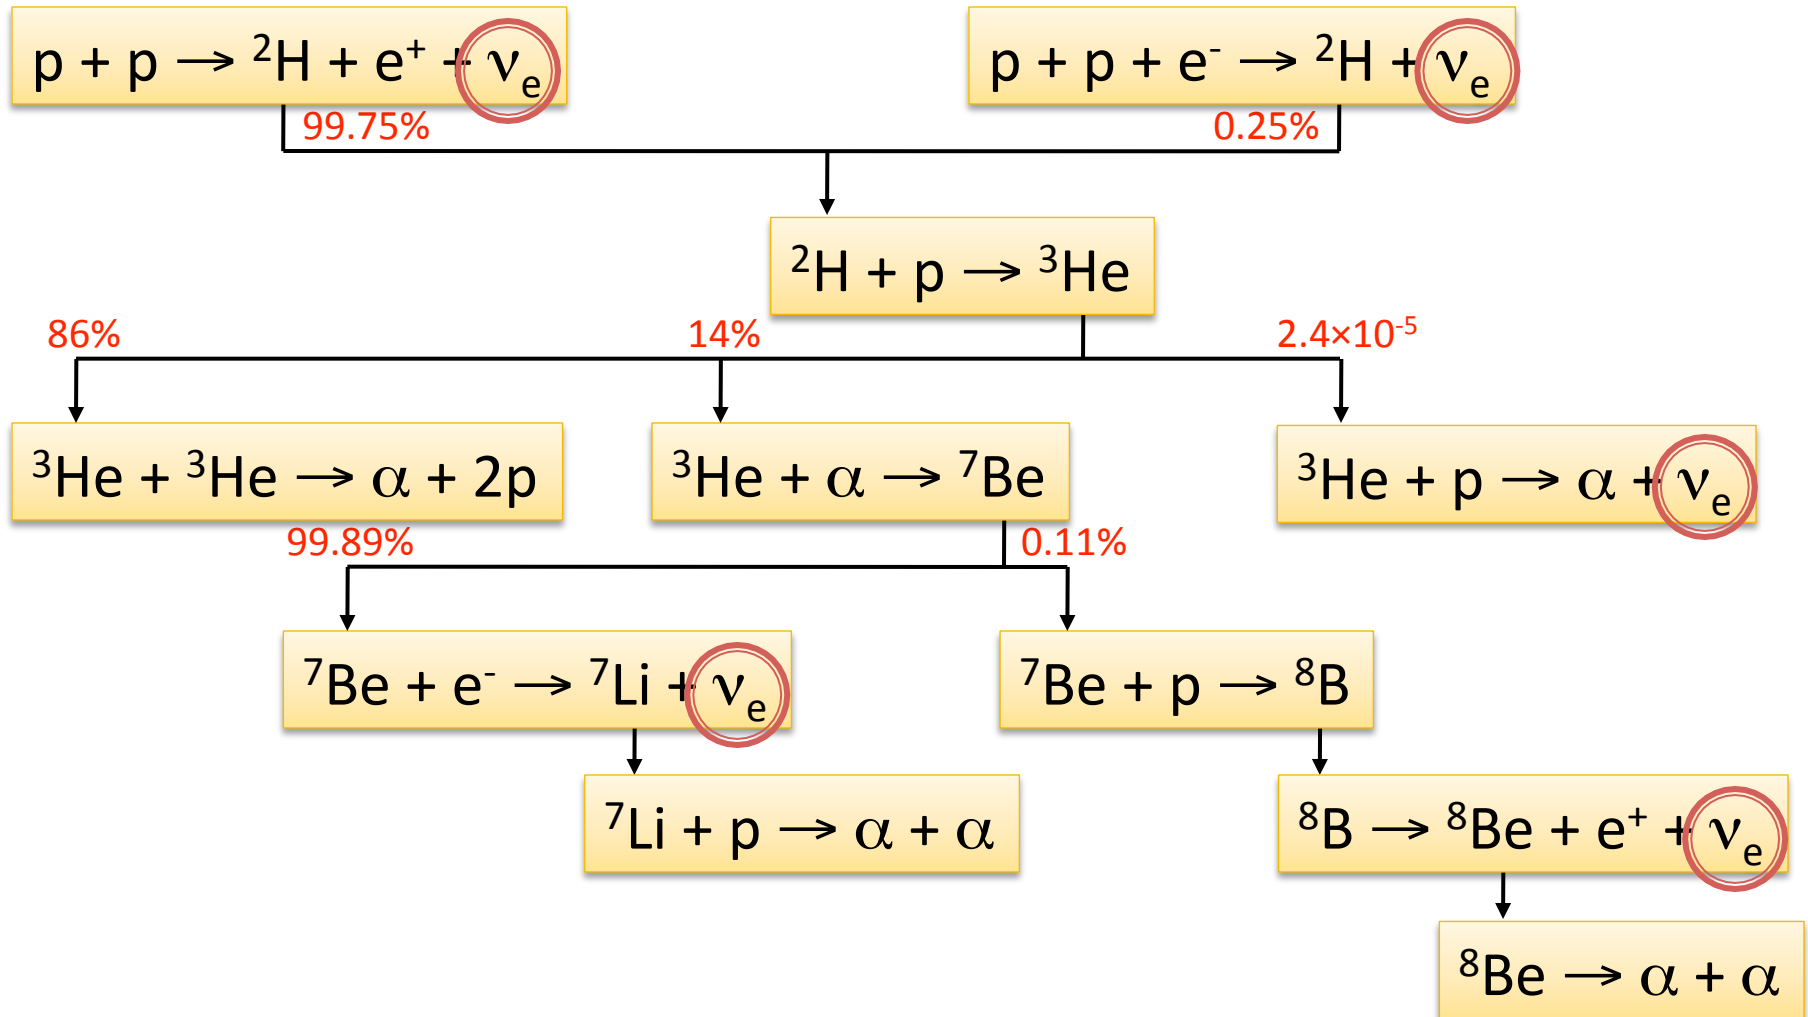 p + p → ²H + e⁺ + νₑ
p + p + e⁻ → ²H + νₑ
99.75%
0.25%
²H + p → ³He
86%
14%
2.4×10⁻⁵
³He + ³He → α + 2p
³He + α → ⁷Be
³He + p → α + νₑ
99.89%
0.11%
⁷Be + e⁻ → ⁷Li + νₑ
⁷Be + p → ⁸B
⁷Li + p → α + α
⁸B → ⁸Be + e⁺ + νₑ
⁸Be → α + α